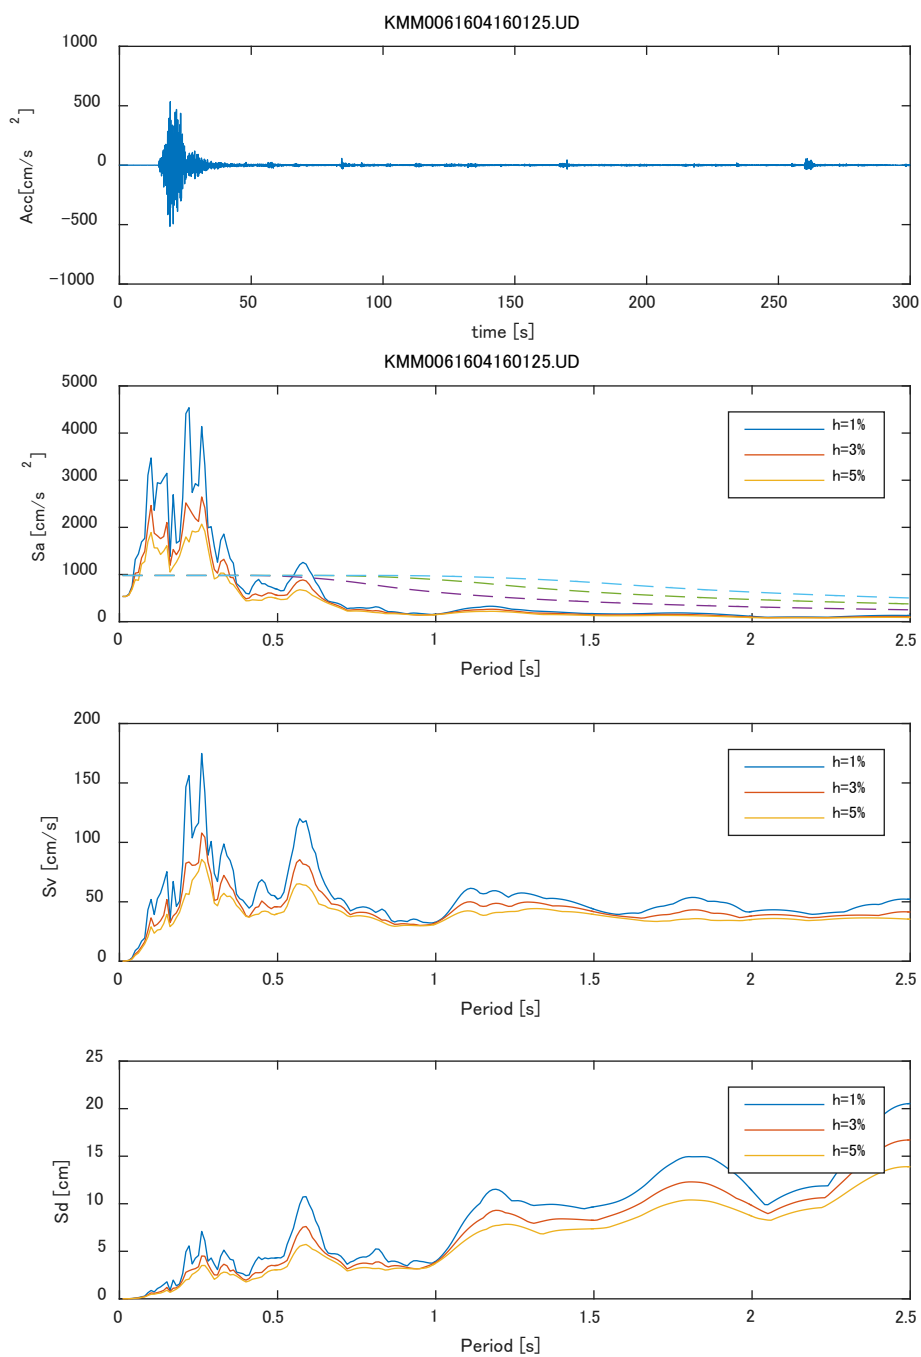 KMM0061604160125.UD
1000
500
0
-500
-1000
Acc[cm/s 2 ]
0 50 100 150 200 250 300
time [s]
KMM0061604160125.UD
5000
4000
3000
2000
1000
0
Sa [cm/s 2 ]
h=1%
h=3%
h=5%
0 0.5 1 1.5 2 2.5
Period [s]
200
150
100
50
0
Sv [cm/s]
h=1%
h=3%
h=5%
0 0.5 1 1.5 2 2.5
Period [s]
25
20
15
10
5
0
Sd [cm]
h=1%
h=3%
h=5%
0 0.5 1 1.5 2 2.5
Period [s]